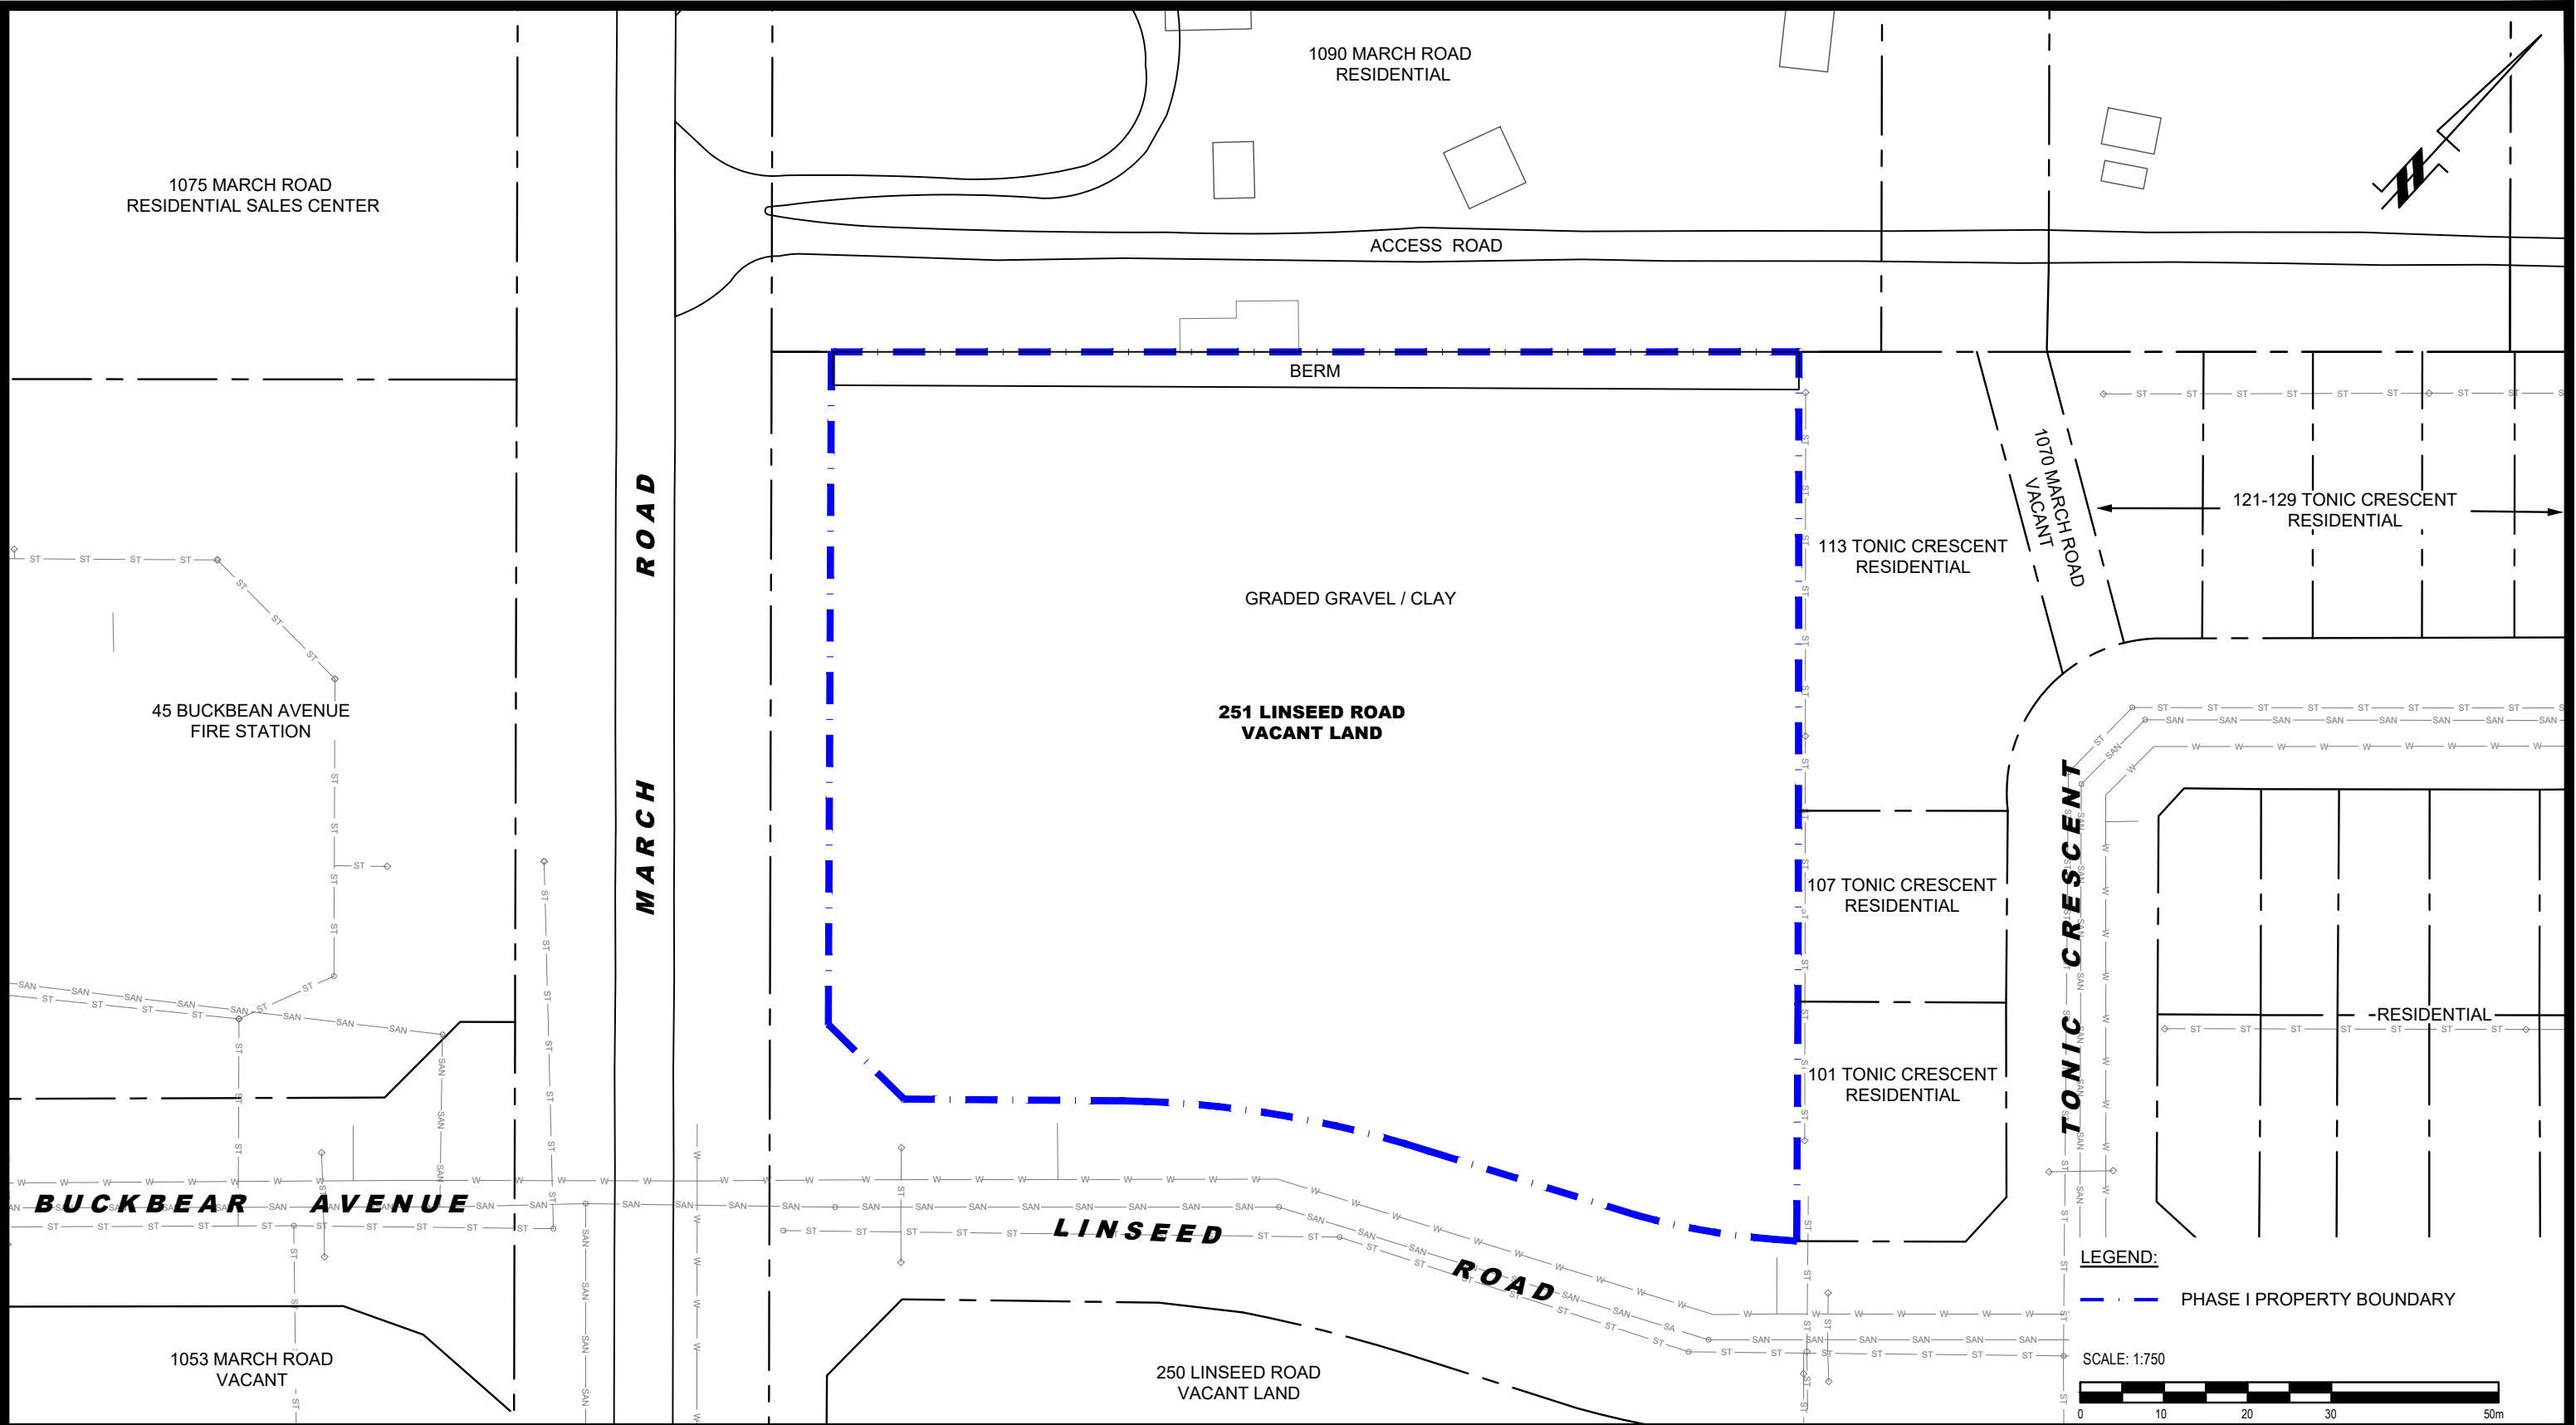 1090 MARCH ROAD
RESIDENTIAL
1075 MARCH ROAD
RESIDENTIAL SALES CENTER
ACCESS ROAD
BERM
1070 MARCH ROAD
VACANT
121-129 TONIC CRESCENT
RESIDENTIAL
113 TONIC CRESCENT
RESIDENTIAL
GRADED GRAVEL / CLAY
251 LINSEED ROAD
VACANT LAND
45 BUCKBEAN AVENUE
FIRE STATION
MARCH ROAD
107 TONIC CRESCENT
RESIDENTIAL
TONIC CRESCENT
RESIDENTIAL
101 TONIC CRESCENT
RESIDENTIAL
BUCKBEAR AVENUE
LINSEED ROAD
1053 MARCH ROAD
VACANT
250 LINSEED ROAD
VACANT LAND
LEGEND:
PHASE I PROPERTY BOUNDARY
SCALE: 1:750
0 10 20 30 50m